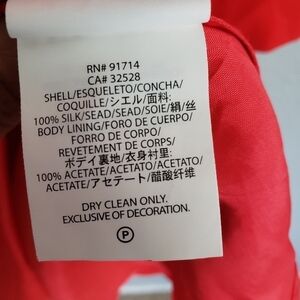 RN# 91714
CA# 32528
SHELL/ESQUELETO/CONCHA/
COQUILLE/シエル/面料:
100% SILK/SEAD/SEAD/SOIE/絹/丝
BODY LINING/FORO DE CUERPO/
FORRO DE CORPO/
REVETEMENT DE CORPS/
ボディ裏地/衣身衬里:
100% ACETATE/ACETATO/ACETATO/
ACETATE/アセテート/醋酸纤维
DRY CLEAN ONLY.
EXCLUSIVE OF DECORATION.
P